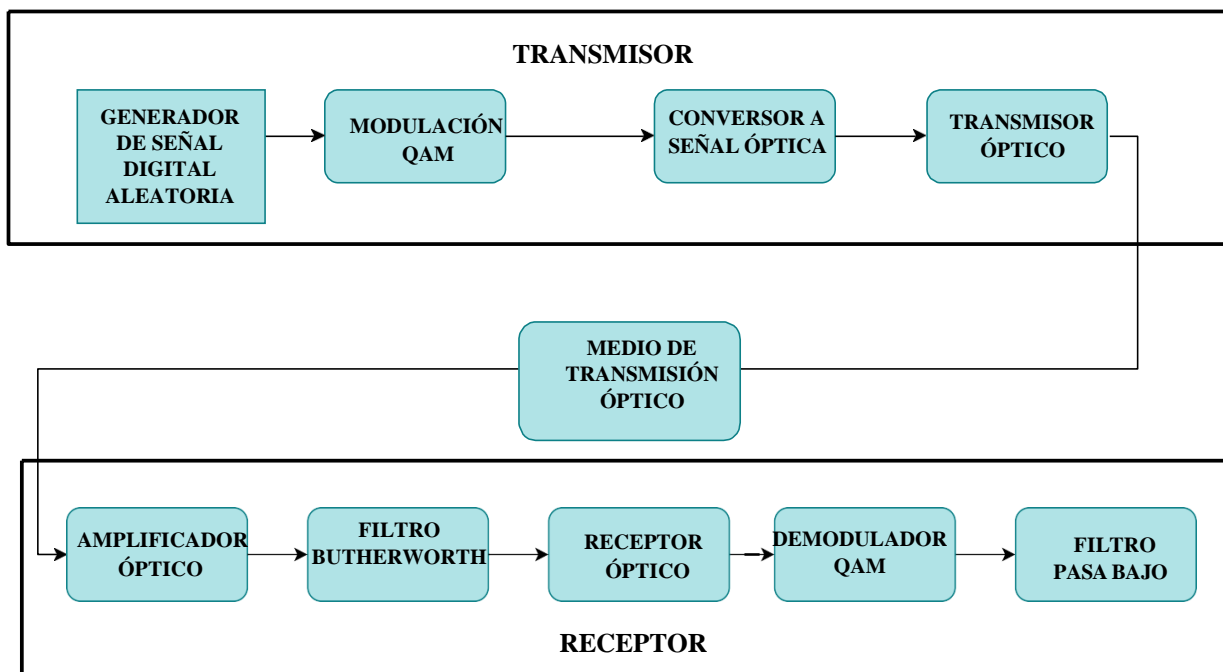 TRANSMISOR
GENERADOR
DE SEÑAL
DIGITAL
ALEATORIA
MODULACIÓN
QAM
CONVERSOR A
SEÑAL ÓPTICA
TRANSMISOR
ÓPTICO
MEDIO DE
TRANSMISIÓN
ÓPTICO
AMPLIFICADOR
ÓPTICO
FILTRO
BUTHERWORTH
RECEPTOR
ÓPTICO
DEMODULADOR
QAM
FILTRO
PASA BAJO
RECEPTOR